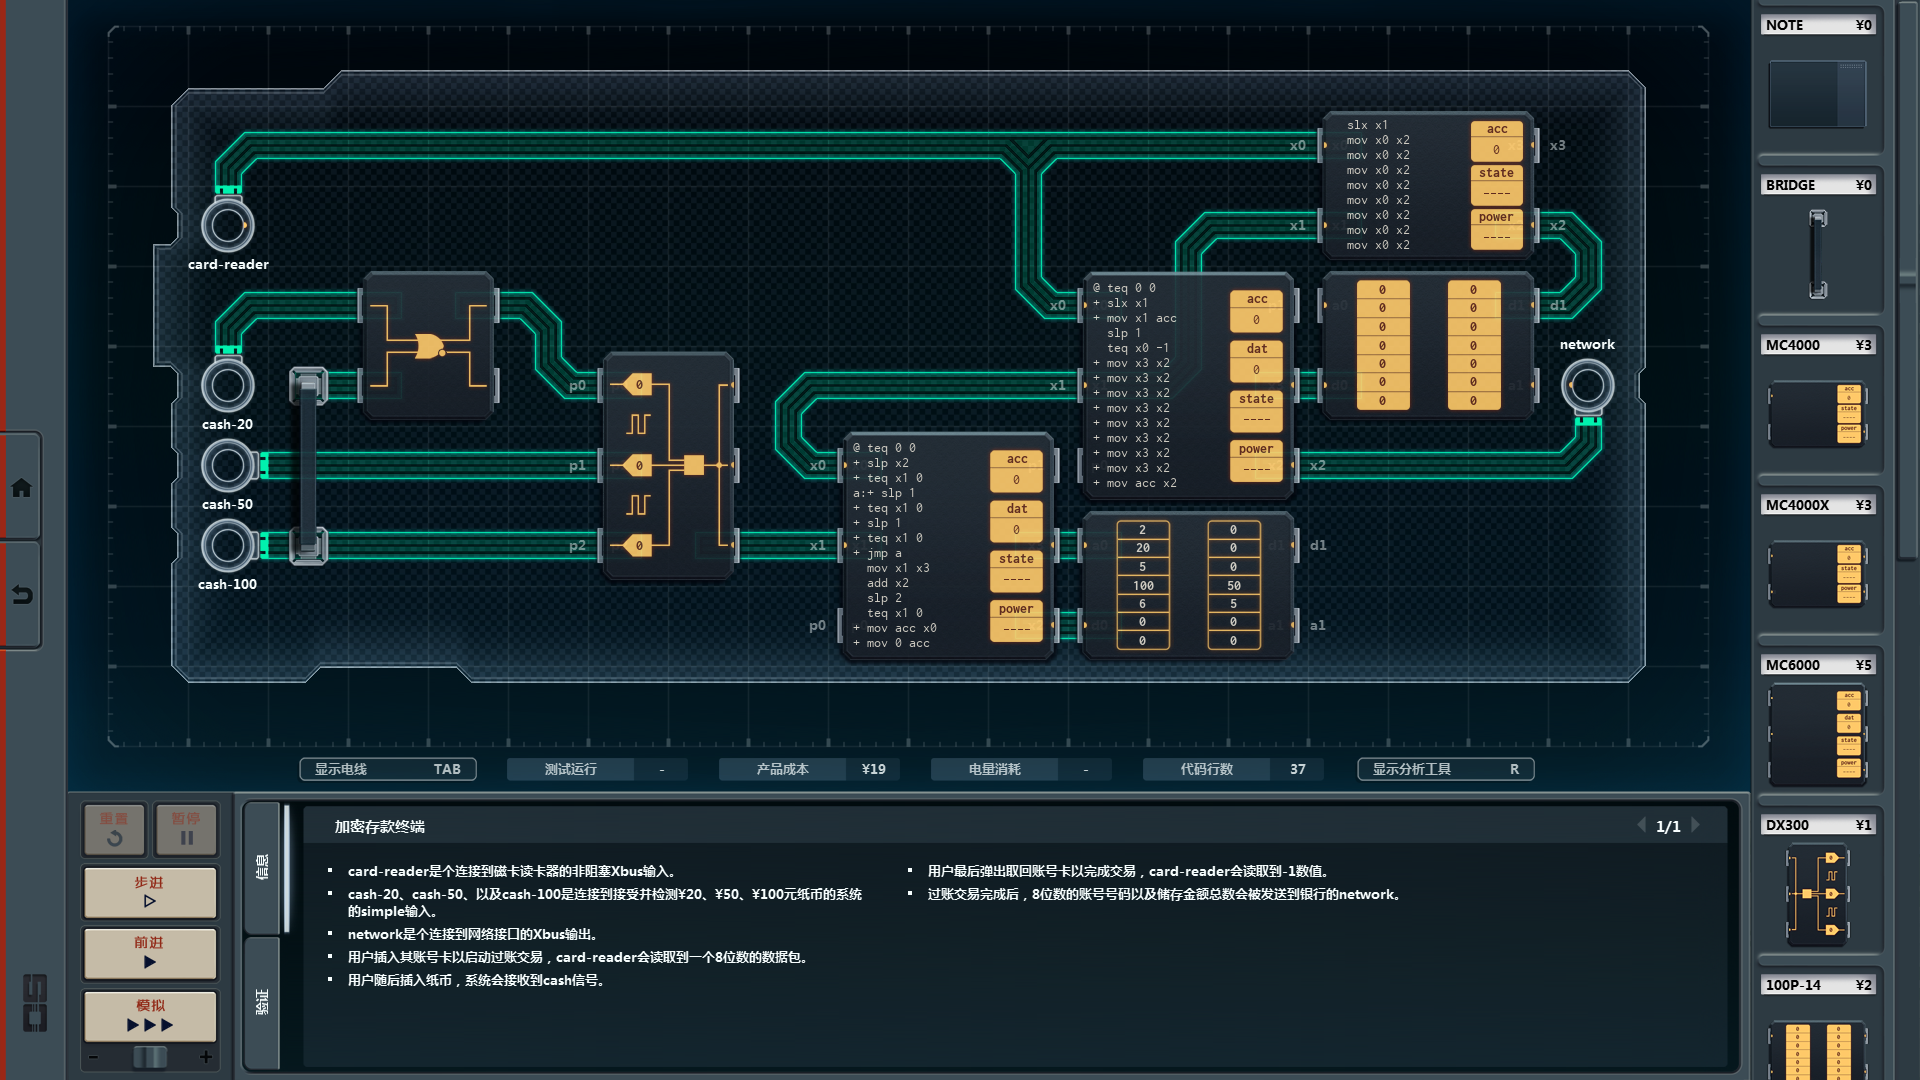 NOTE ¥0
BRIDGE ¥0
MC4000 ¥3
MC4000X ¥3
MC6000 ¥5
DX300 ¥1
100P-14 ¥2
card-reader
cash-20
cash-50
cash-100
network
p0
p1
p2
x0
x1
x3
x2
slx x1
mov x0 x2
mov x0 x2
mov x0 x2
mov x0 x2
mov x0 x2
mov x0 x2
mov x0 x2
mov x0 x2
acc
0
state
----
power
----
x0
x1
x2
@ teq 0 0
+ slx x1
+ mov x1 acc
slp 1
teq x0 -1
+ mov x3 x2
+ mov x3 x2
+ mov x3 x2
+ mov x3 x2
+ mov x3 x2
+ mov x3 x2
+ mov x3 x2
+ mov x3 x2
+ mov acc x2
acc
0
dat
0
state
----
power
----
d1
0 0
0 0
0 0
0 0
0 0
0 0
0 0
x0
x1
p0
@ teq 0 0
+ slp x2
+ teq x1 0
a:+ slp 1
+ teq x1 0
+ slp 1
+ teq x1 0
+ jmp a
mov x1 x3
add x2
slp 2
teq x1 0
+ mov acc x0
+ mov 0 acc
acc
0
dat
0
state
----
power
----
2 0
20 0
5 0
100 50
6 5
0 0
0 0
d1
a1
0
0
0
显示电线 TAB
测试运行 -
产品成本 ¥19
电量消耗 -
代码行数 37
显示分析工具 R
重置
暂停
步进
前进
模拟
- +
信息
验证
加密存款终端
1/1
▪ card-reader是个连接到磁卡读卡器的非阻塞Xbus输入。
▪ cash-20、cash-50、以及cash-100是连接到接受并检测¥20、¥50、¥100元纸币的系统
的simple输入。
▪ network是个连接到网络接口的Xbus输出。
▪ 用户插入其账号卡以启动过账交易，card-reader会读取到一个8位数的数据包。
▪ 用户随后插入纸币，系统会接收到cash信号。
▪ 用户最后弹出取回账号卡以完成交易，card-reader会读取到-1数值。
▪ 过账交易完成后，8位数的账号号码以及储存金额总数会被发送到银行的network。